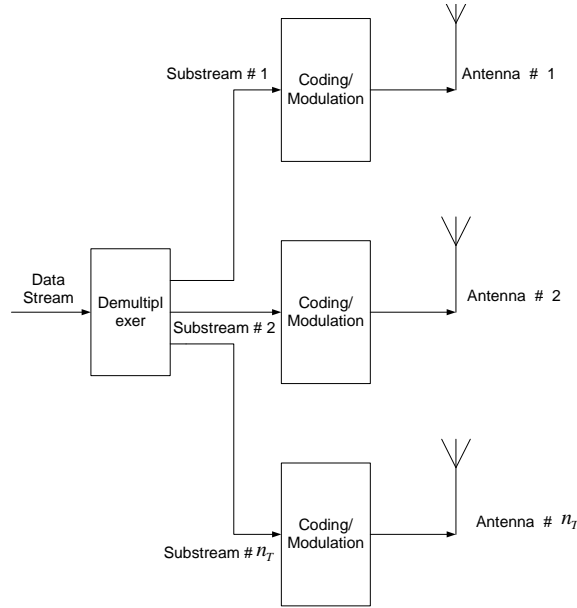 Substream # 1
Coding/
Modulation
Antenna # 1
Data
Stream
Demultipl
exer
Substream # 2
Coding/
Modulation
Antenna # 2
Substream # n_T
Coding/
Modulation
Antenna # n_T